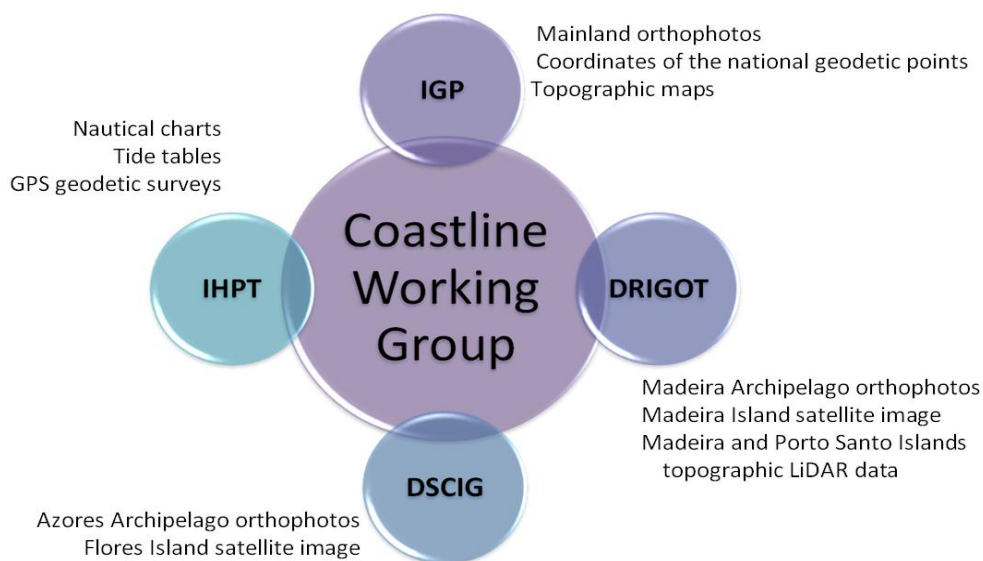 Mainland orthophotos
Coordinates of the national geodetic points
Topographic maps
IGP
Nautical charts
Tide tables
GPS geodetic surveys
Coastline
Working
Group
IHPT
DRIGOT
Madeira Archipelago orthophotos
Madeira Island satellite image
Madeira and Porto Santo Islands
topographic LiDAR data
DSCIG
Azores Archipelago orthophotos
Flores Island satellite image